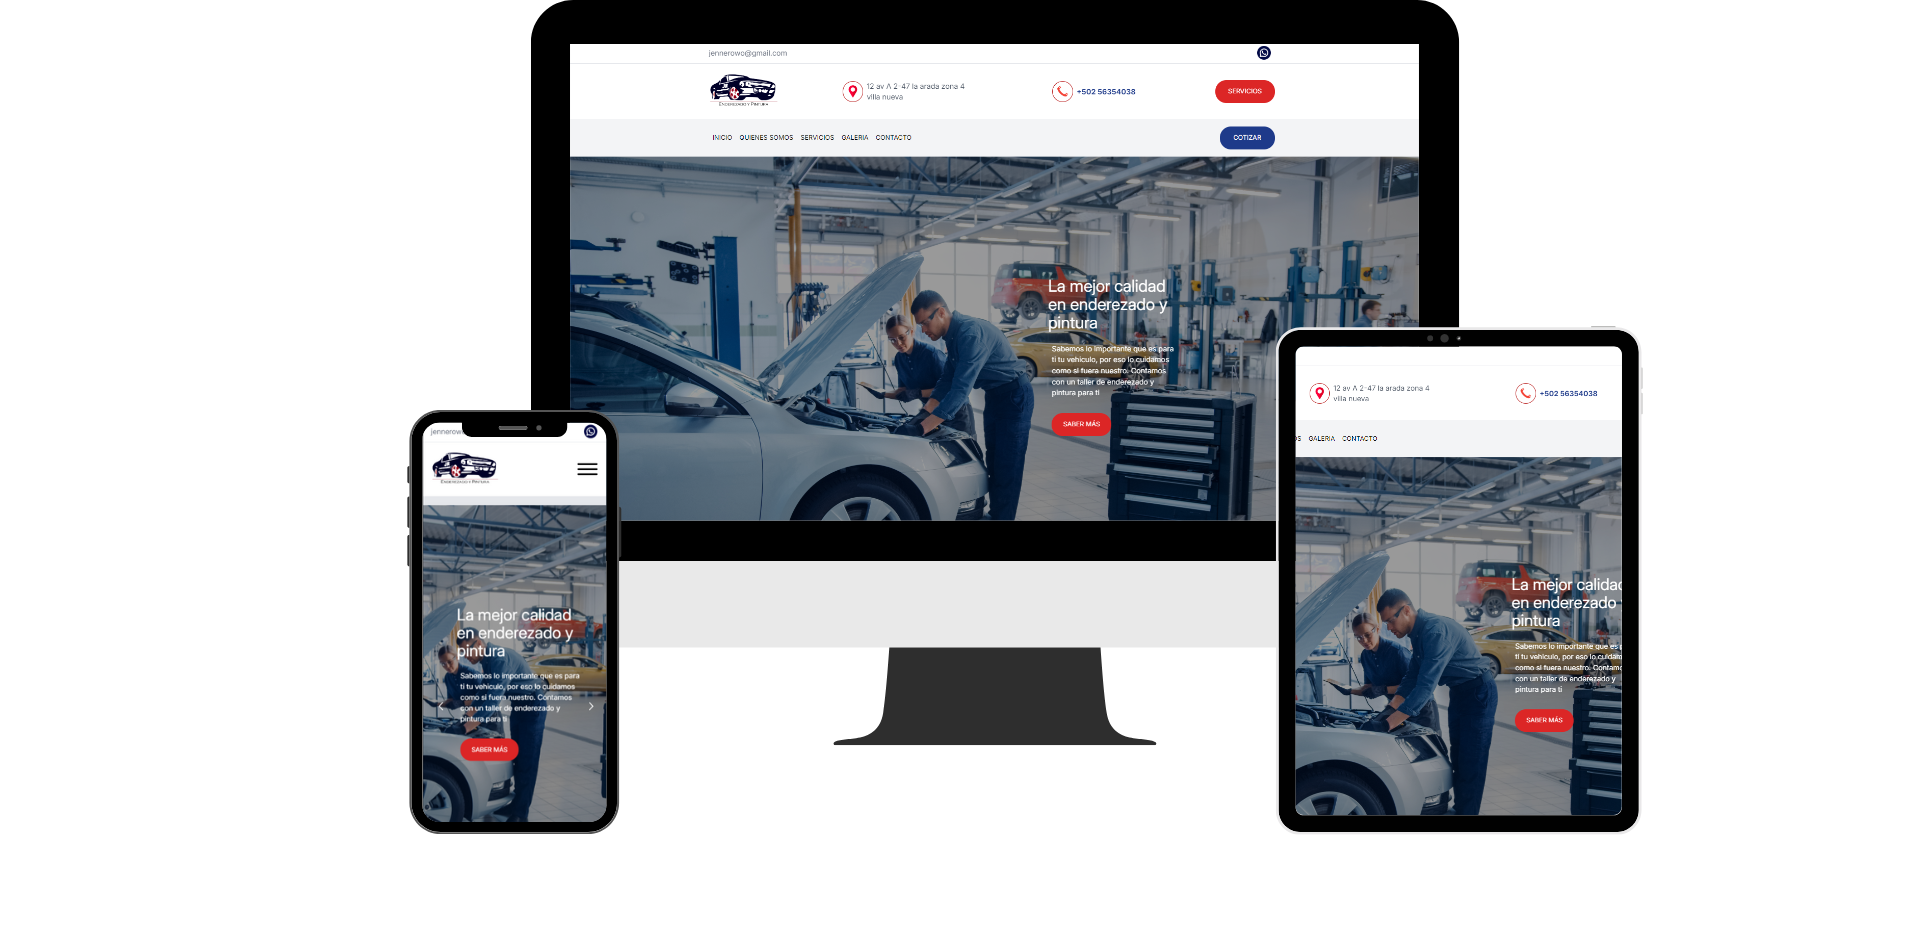 jennerowo@gmail.com
ENDEREZADO Y PINTURA
12 av A 2-47 la arada zona 4
villa nueva
+502 56354038
SERVICIOS
INICIO QUIENES SOMOS SERVICIOS GALERIA CONTACTO
COTIZAR
La mejor calidad
en enderezado y
pintura
Sabemos lo importante que es para
ti tu vehiculo, por eso lo cuidamos
como si fuera nuestro. Contamos
con un taller de enderezado y
pintura para ti
SABER MÁS
jennerow
ENDEREZADO Y PINTURA
La mejor calidad
en enderezado y
pintura
Sabemos lo importante que es para
ti tu vehiculo, por eso lo cuidamos
como si fuera nuestro. Contamos
con un taller de enderezado y
pintura para ti
SABER MÁS
12 av A 2-47 la arada zona 4
villa nueva
+502 56354038
OS GALERIA CONTACTO
La mejor calidad
en enderezado
pintura
Sabemos lo importante que es p
ti tu vehiculo, por eso lo cuidam
como si fuera nuestro. Contamo
con un taller de enderezado y
pintura para ti
SABER MÁS